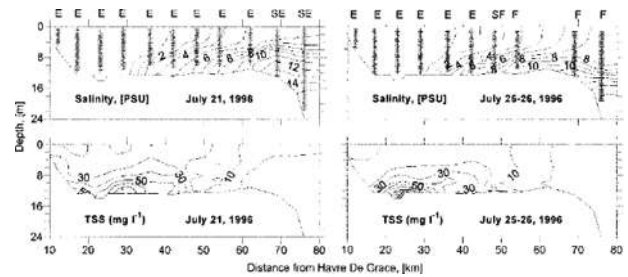 E E E E E E E E SE SE
E E E E E E SF F F F
0
6
12
18
24
Depth, [m]
2 4 6 8 10 12 14
Salinity, [PSU] July 21, 1996
4 6 8 10 8 8
Salinity, [PSU] July 25-26, 1996
0
8
16
24
30 50 30 10
TSS (mg l-1) July 21, 1996
30 50 30 10
TSS (mg l-1) July 25-26, 1996
0 10 20 30 40 50 60 70 80
10 20 30 40 50 60 70 80
Distance from Havre De Grace, [km]